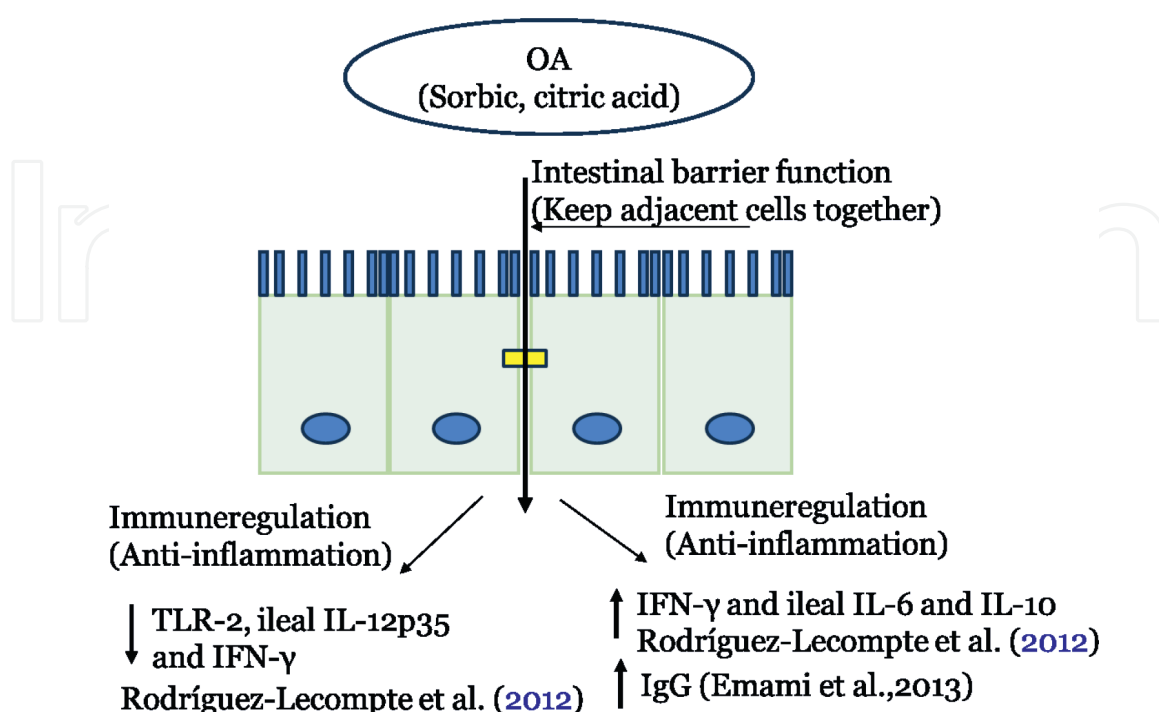 OA
(Sorbic, citric acid)
Intestinal barrier function
(Keep adjacent cells together)
Immuneregulation
(Anti-inflammation)
TLR-2, ileal IL-12p35
and IFN-γ
Rodríguez-Lecompte et al. (2012)
Immuneregulation
(Anti-inflammation)
IFN-γ and ileal IL-6 and IL-10
Rodríguez-Lecompte et al. (2012)
IgG (Emami et al.,2013)